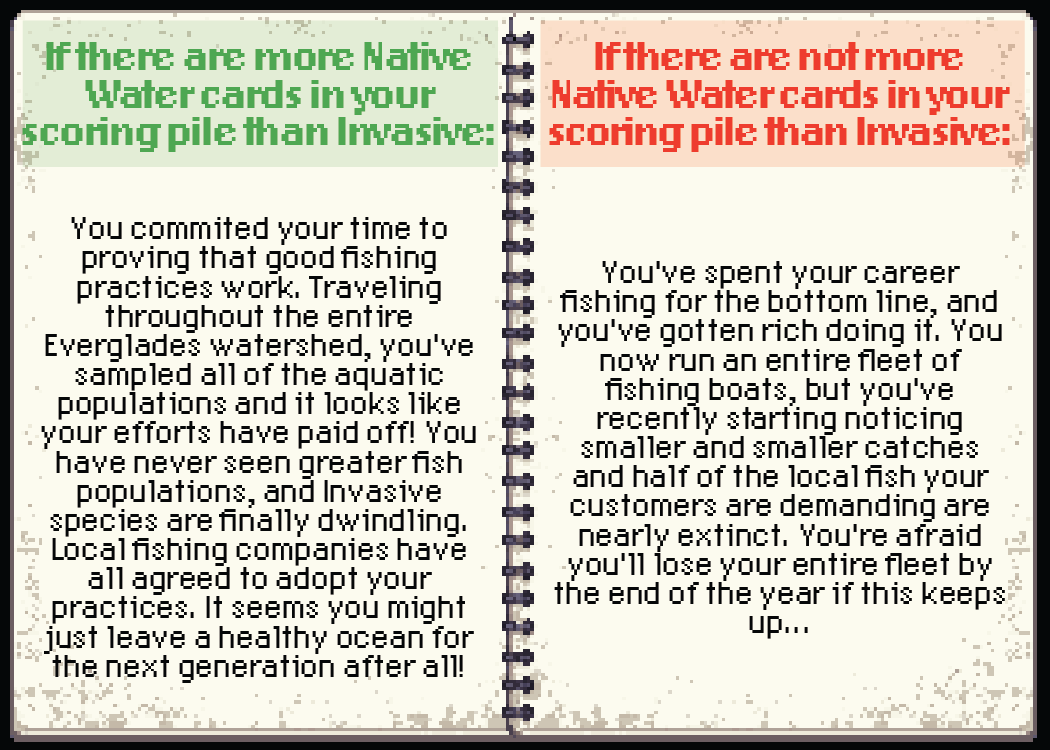 If there are more Native
Water cards in your
scoring pile than Invasive:
You commited your time to
proving that good fishing
practices work. Traveling
throughout the entire
Everglades watershed, you've
sampled all of the aquatic
populations and it looks like
your efforts have paid off! You
have never seen greater fish
populations, and Invasive
species are finally dwindling.
Local fishing companies have
all agreed to adopt your
practices. It seems you might
just leave a healthy ocean for
the next generation after all!
If there are not more
Native Water cards in your
scoring pile than Invasive:
You've spent your career
fishing for the bottom line, and
you've gotten rich doing it. You
now run an entire fleet of
fishing boats, but you've
recently starting noticing
smaller and smaller catches
and half of the local fish your
customers are demanding are
nearly extinct. You're afraid
you'll lose your entire fleet by
the end of the year if this keeps
up...